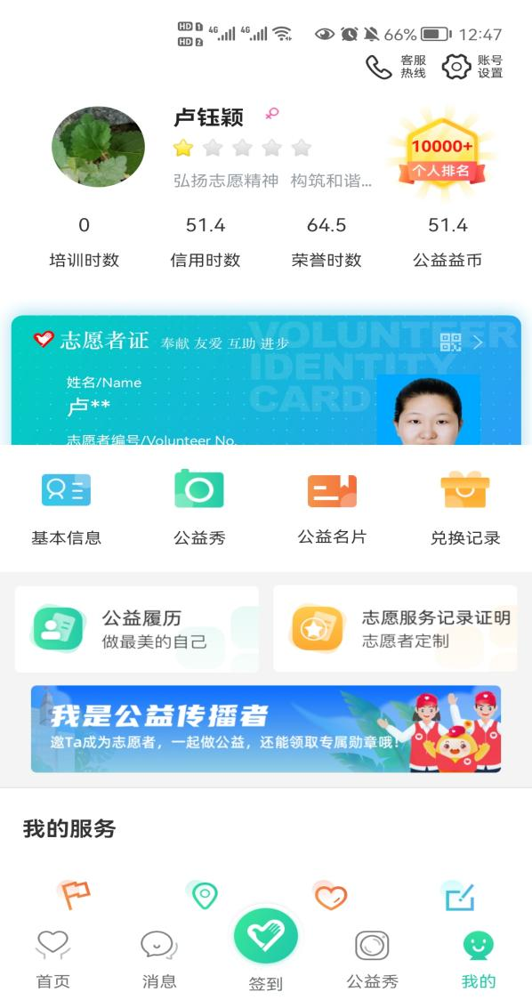 HD 1 4G 4G 66% 12:47
HD 2
客服热线 账号设置
卢钰颖
10000+
个人排名
弘扬志愿精神 构筑和谐...
0 51.4 64.5 51.4
培训时数 信用时数 荣誉时数 公益益币
志愿者证 奉献 友爱 互助 进步
VOLUNTEER
IDENTITY
CARD
姓名/Name
卢**
志愿者编号/Volunteer No.
基本信息 公益秀 公益名片 兑换记录
公益履历 志愿服务记录证明
做最美的自己 志愿者定制
我是公益传播者
邀Ta成为志愿者，一起做公益，还能领取专属勋章哦！
我的服务
首页 消息 签到 公益秀 我的